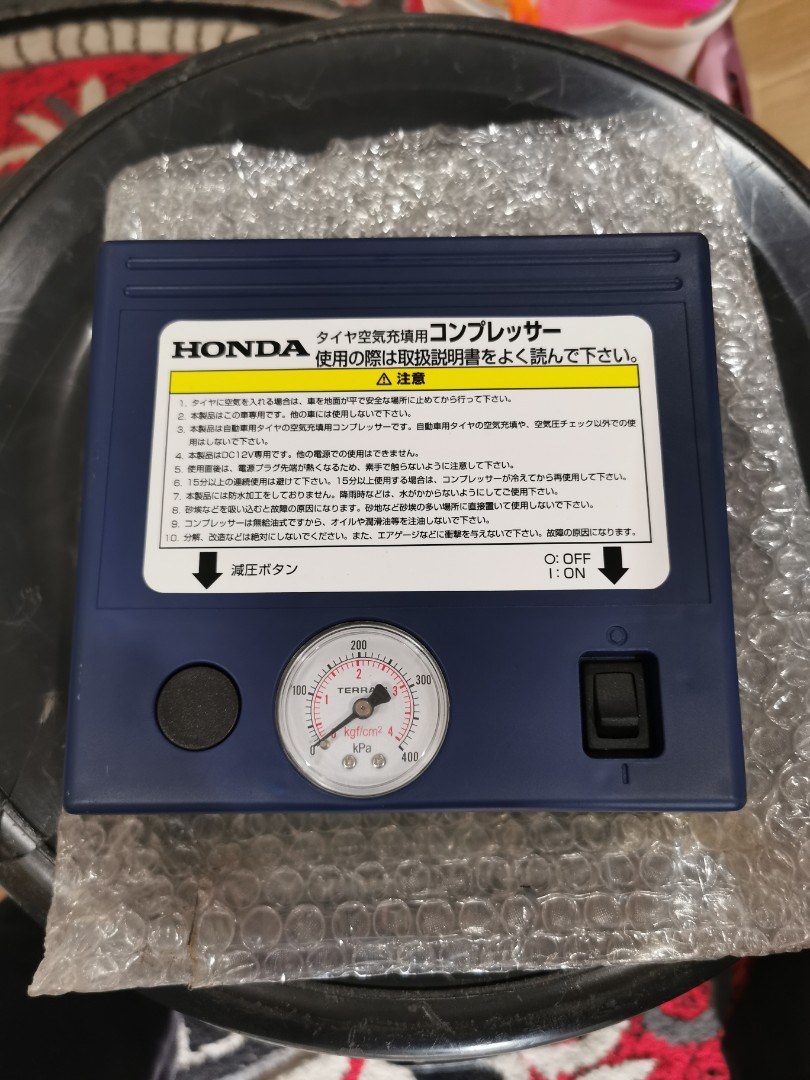 HONDA タイヤ空気充填用コンプレッサー
使用の際は取扱説明書をよく読んで下さい。
⚠ 注意
1. タイヤに空気を入れる場合は、車を地面が平で安全な場所に止めてから行って下さい。
2. 本製品はこの車専用です。他の車には使用しないで下さい。
3. 本製品は自動車用タイヤの空気充填用コンプレッサーです。自動車用タイヤの空気充填や、空気圧チェック以外での使
用はしないで下さい。
4. 本製品はDC12V専用です。他の電源での使用はできません。
5. 使用直後は、電源プラグ先端が熱くなるため、素手で触らないように注意して下さい。
6. 15分以上の連続使用は避けて下さい。15分以上使用する場合は、コンプレッサーが冷えてから再使用して下さい。
7. 本製品には防水加工をしておりません。降雨時などは、水がかからないようにしてご使用下さい。
8. 砂埃などを吸い込むと故障の原因になります。砂地など砂埃の多い場所に直接置いて使用しないで下さい。
9. コンプレッサーは無給油式ですから、オイルや潤滑油等を注油しないで下さい。
10. 分解、改造などは絶対にしないでください。また、エアゲージなどに衝撃を与えないで下さい。故障の原因になります。
減圧ボタン
O: OFF
I: ON
200
100
300
2
1
3
kgf/cm² 4
0
kPa
400
O
I